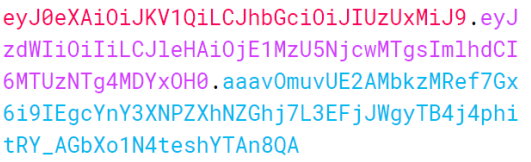 eyJ0eXAiOiJKV1QiLCJhbGciOiJIUzUxMiJ9.eyJ
zdWIiOiIiLCJleHAiOjE1MzU5NjcwMTgsImlhdCI
6MTUzNTg4MDYxOH0.aaavOmuvUE2AMbkzMRef7Gx
6i9IEgcYnY3XNPZXhNZGhj7L3EFjJWgyTB4j4phi
tRY_AGbXo1N4teshYTAn8QA